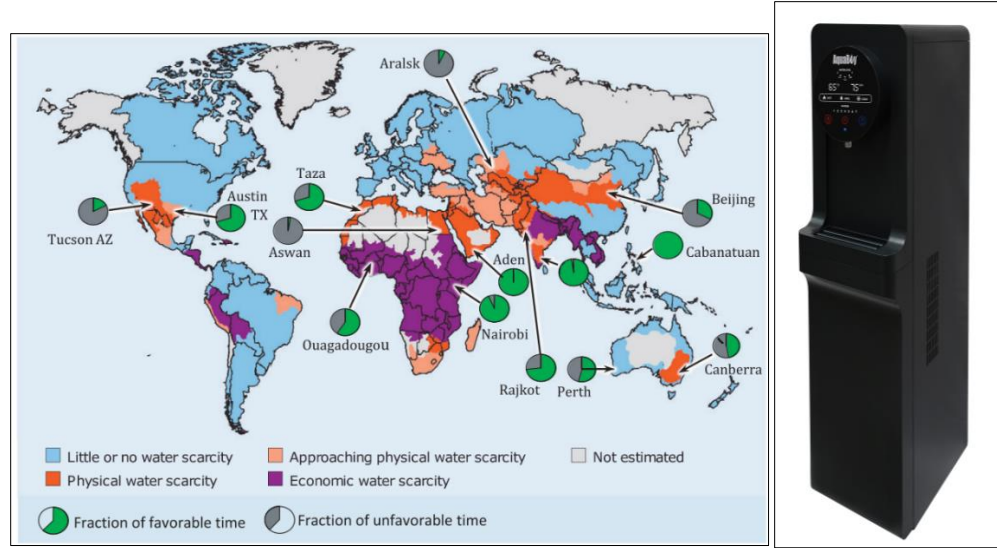 Aralsk
Taza
Austin
TX
Tucson AZ
Aswan
Aden
Beijing
Cabanatuan
Ouagadougou
Nairobi
Rajkot
Perth
Canberra
Little or no water scarcity
Approaching physical water scarcity
Not estimated
Physical water scarcity
Economic water scarcity
Fraction of favorable time
Fraction of unfavorable time
65
75